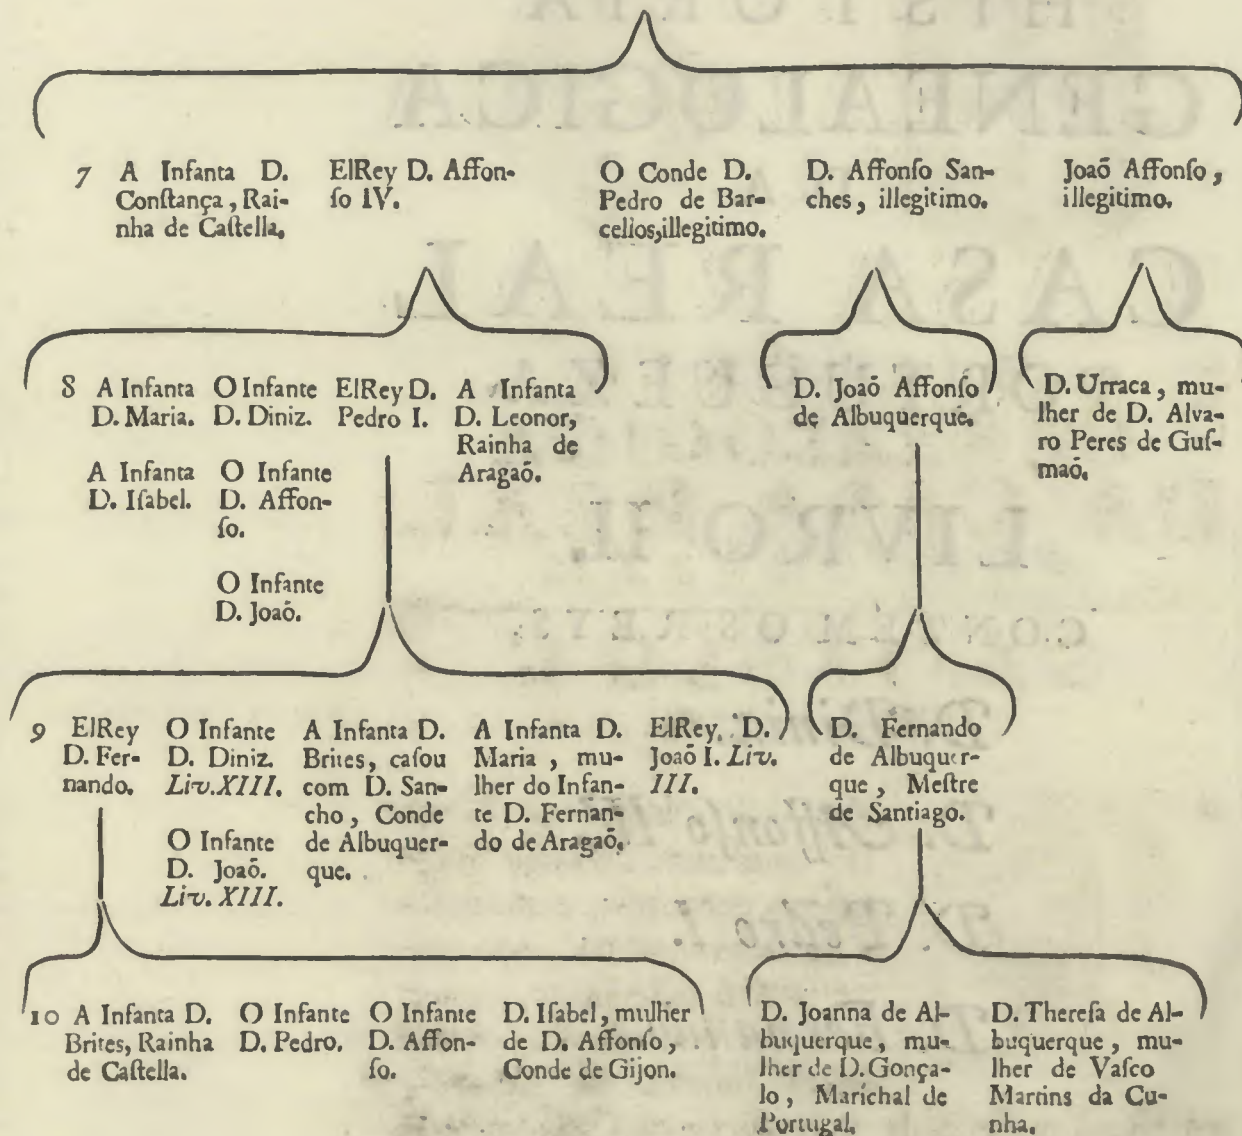 7 A Infanta D.
Conſtança, Rai-
nha de Caſtella.
ElRey D. Affon-
ſo IV.
O Conde D.
Pedro de Bar-
cellos, illegitimo.
D. Affonſo San-
ches, illegitimo.
Joaõ Affonſo,
illegitimo.
8 A Infanta
D. Maria.
A Infanta
D. Iſabel.
O Infante
D. Diniz.
O Infante
D. Affon-
ſo.
O Infante
D. Joaõ.
ElRey D.
Pedro I.
A Infanta
D. Leonor,
Rainha de
Aragaõ.
D. Joaõ Affonſo
de Albuquerque.
D. Urraca, mu-
lher de D. Alva-
ro Peres de Guſ-
maõ.
9 ElRey
D. Fer-
nando.
O Infante
D. Diniz.
Liv. XIII.
O Infante
D. Joaõ.
Liv. XIII.
A Infanta D.
Brites, caſou
com D. San-
cho, Conde
de Albuquer-
que.
A Infanta D.
Maria, mu-
lher do Infan-
te D. Fernan-
do de Aragaõ.
ElRey. D.
Joaõ I. Liv.
III.
D. Fernando
de Albuquer-
que, Meſtre
de Santiago.
10 A Infanta D.
Brites, Rainha
de Caſtella.
O Infante
D. Pedro.
O Infante
D. Affon-
ſo.
D. Iſabel, mulher
de D. Affonſo,
Conde de Gijon.
D. Joanna de Al-
buquerque, mu-
lher de D. Gonça-
lo, Marichal de
Portugal.
D. Thereſa de Al-
buquerque, mu-
lher de Vaſco
Martins da Cu-
nha.